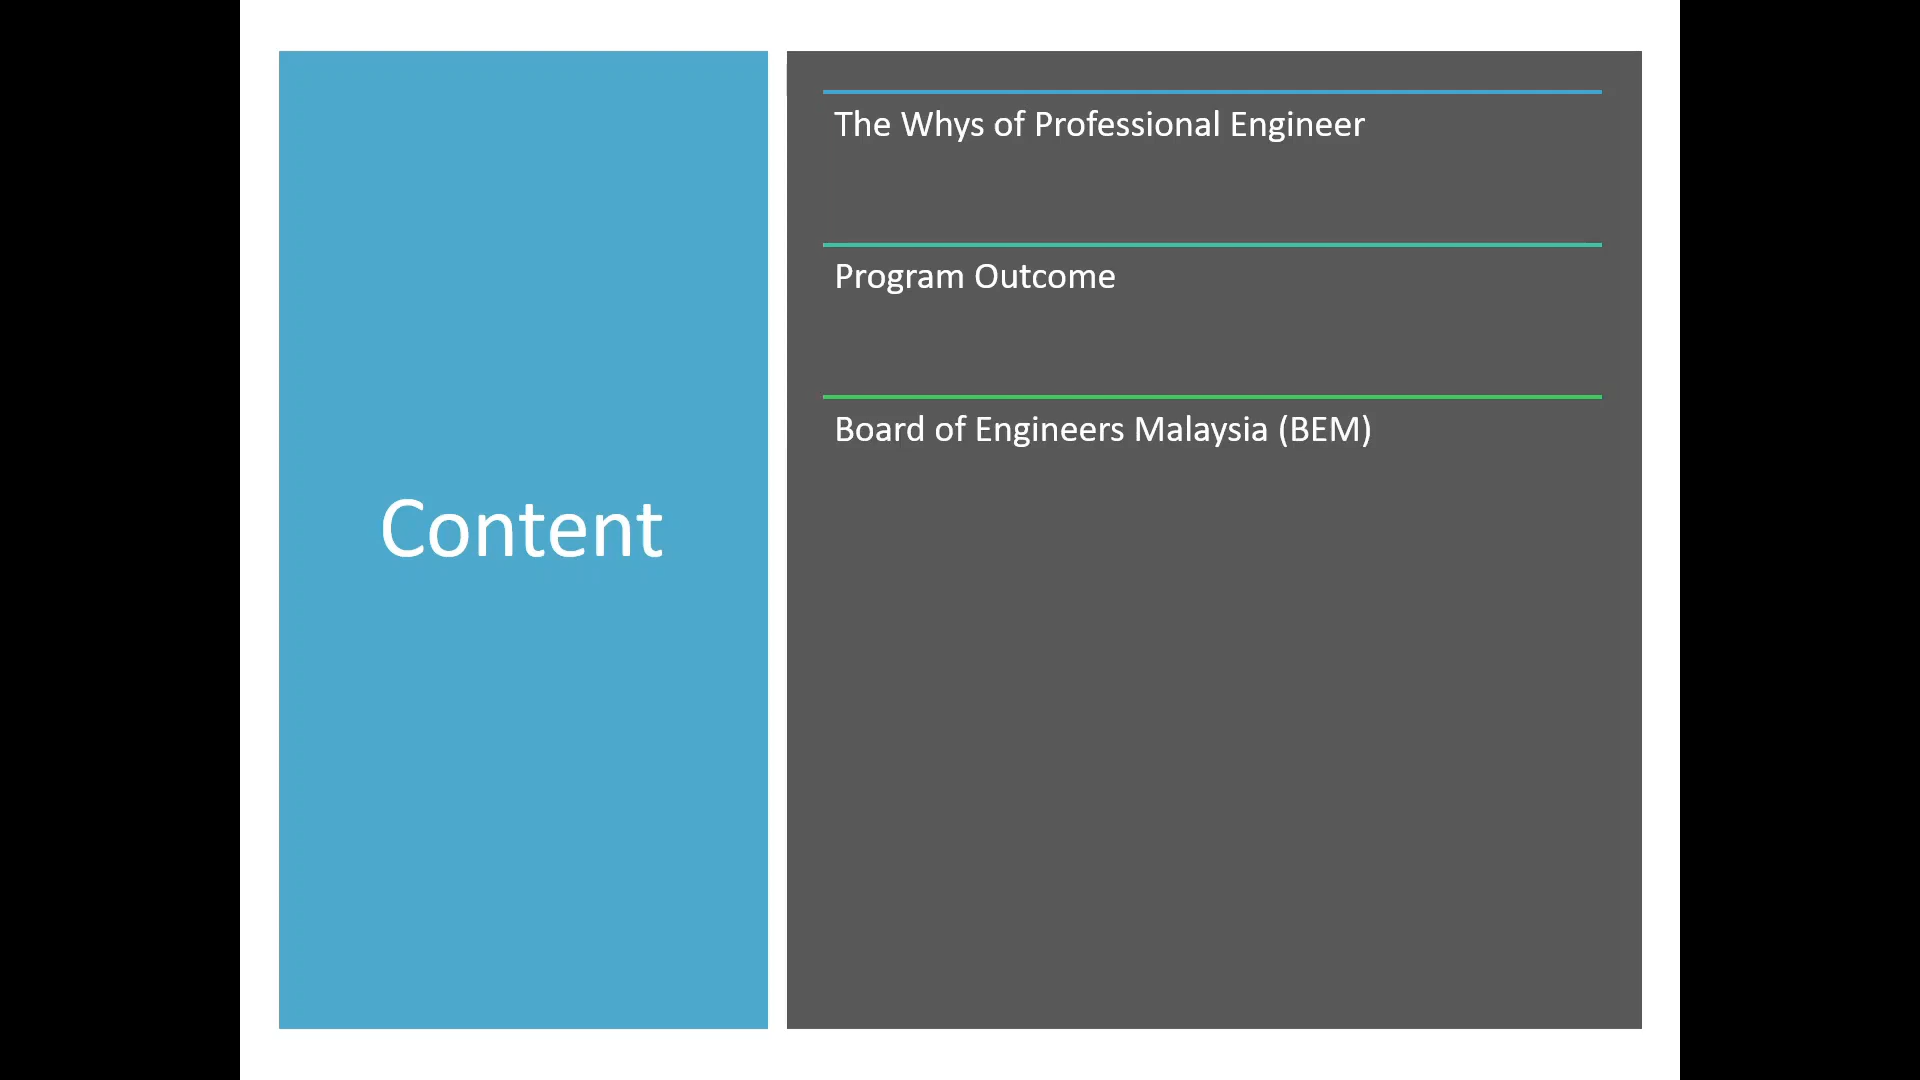 Content
The Whys of Professional Engineer
Program Outcome
Board of Engineers Malaysia (BEM)